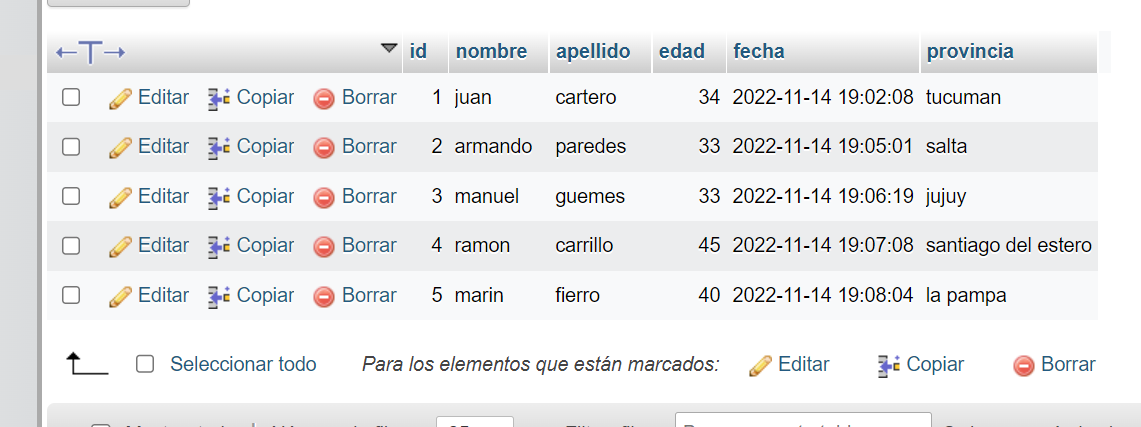 id nombre apellido edad fecha provincia
Editar Copiar Borrar 1 juan cartero 34 2022-11-14 19:02:08 tucuman
Editar Copiar Borrar 2 armando paredes 33 2022-11-14 19:05:01 salta
Editar Copiar Borrar 3 manuel guemes 33 2022-11-14 19:06:19 jujuy
Editar Copiar Borrar 4 ramon carrillo 45 2022-11-14 19:07:08 santiago del estero
Editar Copiar Borrar 5 marin fierro 40 2022-11-14 19:08:04 la pampa
Seleccionar todo Para los elementos que están marcados: Editar Copiar Borrar